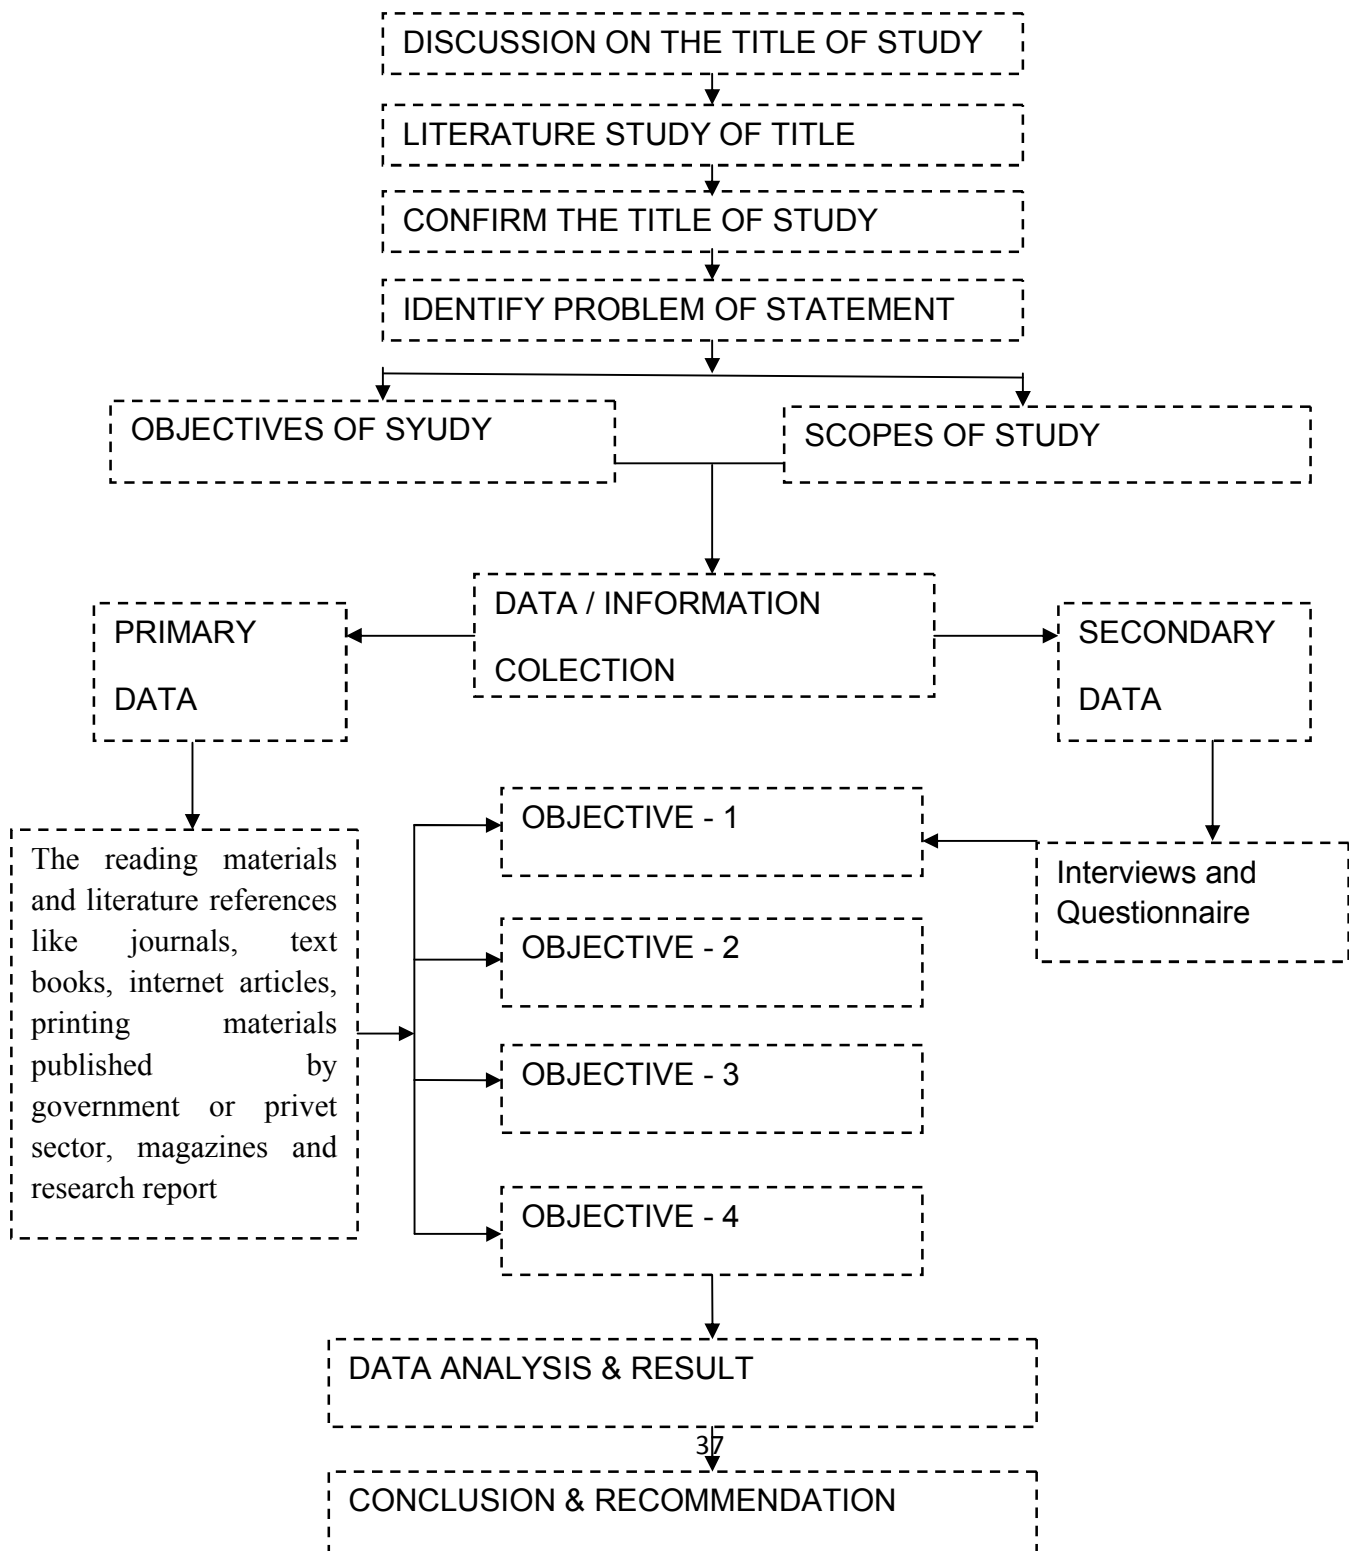 DISCUSSION ON THE TITLE OF STUDY
LITERATURE STUDY OF TITLE
CONFIRM THE TITLE OF STUDY
IDENTIFY PROBLEM OF STATEMENT
OBJECTIVES OF SYUDY
SCOPES OF STUDY
DATA / INFORMATION
COLECTION
PRIMARY
DATA
SECONDARY
DATA
The reading materials
and literature references
like journals, text
books, internet articles,
printing materials
published by
government or privet
sector, magazines and
research report
OBJECTIVE - 1
OBJECTIVE - 2
OBJECTIVE - 3
OBJECTIVE - 4
Interviews and
Questionnaire
DATA ANALYSIS & RESULT
37
CONCLUSION & RECOMMENDATION